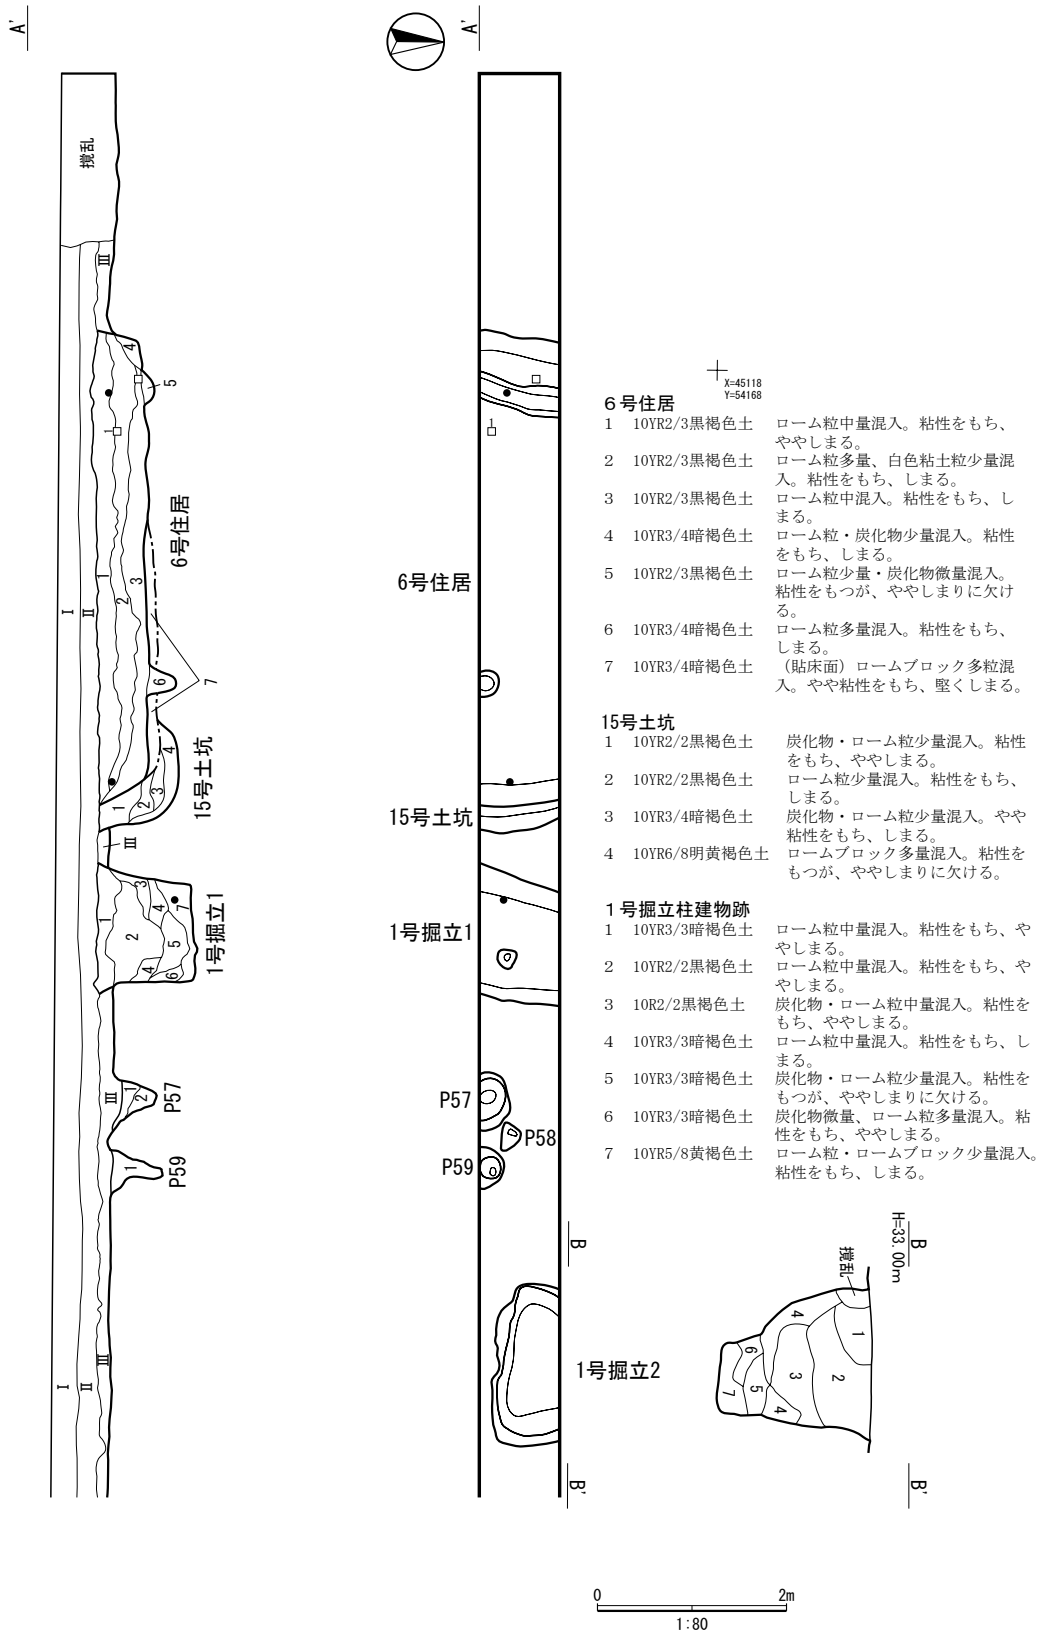 A'
A'
撹乱
Ⅲ
4
5
1
6号住居
1
2
3
Ⅰ
Ⅱ
6
7
15号土坑
4
1
2
3
Ⅲ
1号掘立1
1
2
3
4
7
5
4
6
Ⅲ
1
2
P57
1
P59
Ⅲ
Ⅰ
Ⅱ
1
6号住居
15号土坑
1号掘立1
P57
P58
P59
B
1号掘立2
B'
X=45118
Y=54168
6号住居
1 10YR2/3黒褐色土 ローム粒中量混入。粘性をもち、
ややしまる。
2 10YR2/3黒褐色土 ローム粒多量、白色粘土粒少量混
入。粘性をもち、しまる。
3 10YR2/3黒褐色土 ローム粒中混入。粘性をもち、し
まる。
4 10YR3/4暗褐色土 ローム粒・炭化物少量混入。粘性
をもち、しまる。
5 10YR2/3黒褐色土 ローム粒少量・炭化物微量混入。
粘性をもつが、ややしまりに欠け
る。
6 10YR3/4暗褐色土 ローム粒多量混入。粘性をもち、
しまる。
7 10YR3/4暗褐色土 （貼床面）ロームブロック多粒混
入。やや粘性をもち、堅くしまる。
15号土坑
1 10YR2/2黒褐色土 炭化物・ローム粒少量混入。粘性
をもち、ややしまる。
2 10YR2/2黒褐色土 ローム粒少量混入。粘性をもち、
しまる。
3 10YR3/4暗褐色土 炭化物・ローム粒少量混入。やや
粘性をもち、しまる。
4 10YR6/8明黄褐色土 ロームブロック多量混入。粘性を
もつが、ややしまりに欠ける。
1号掘立柱建物跡
1 10YR3/3暗褐色土 ローム粒中量混入。粘性をもち、や
やしまる。
2 10YR2/2黒褐色土 ローム粒中量混入。粘性をもち、や
やしまる。
3 10R2/2黒褐色土 炭化物・ローム粒中量混入。粘性を
もち、ややしまる。
4 10YR3/3暗褐色土 ローム粒中量混入。粘性をもち、し
まる。
5 10YR3/3暗褐色土 炭化物・ローム粒少量混入。粘性を
もつが、ややしまりに欠ける。
6 10YR3/3暗褐色土 炭化物微量、ローム粒多量混入。粘
性をもち、ややしまる。
7 10YR5/8黄褐色土 ローム粒・ロームブロック少量混入。
粘性をもち、しまる。
H=33.00m
B
撹乱
1
2
3
4
4
5
6
7
B'
0 2m
1:80